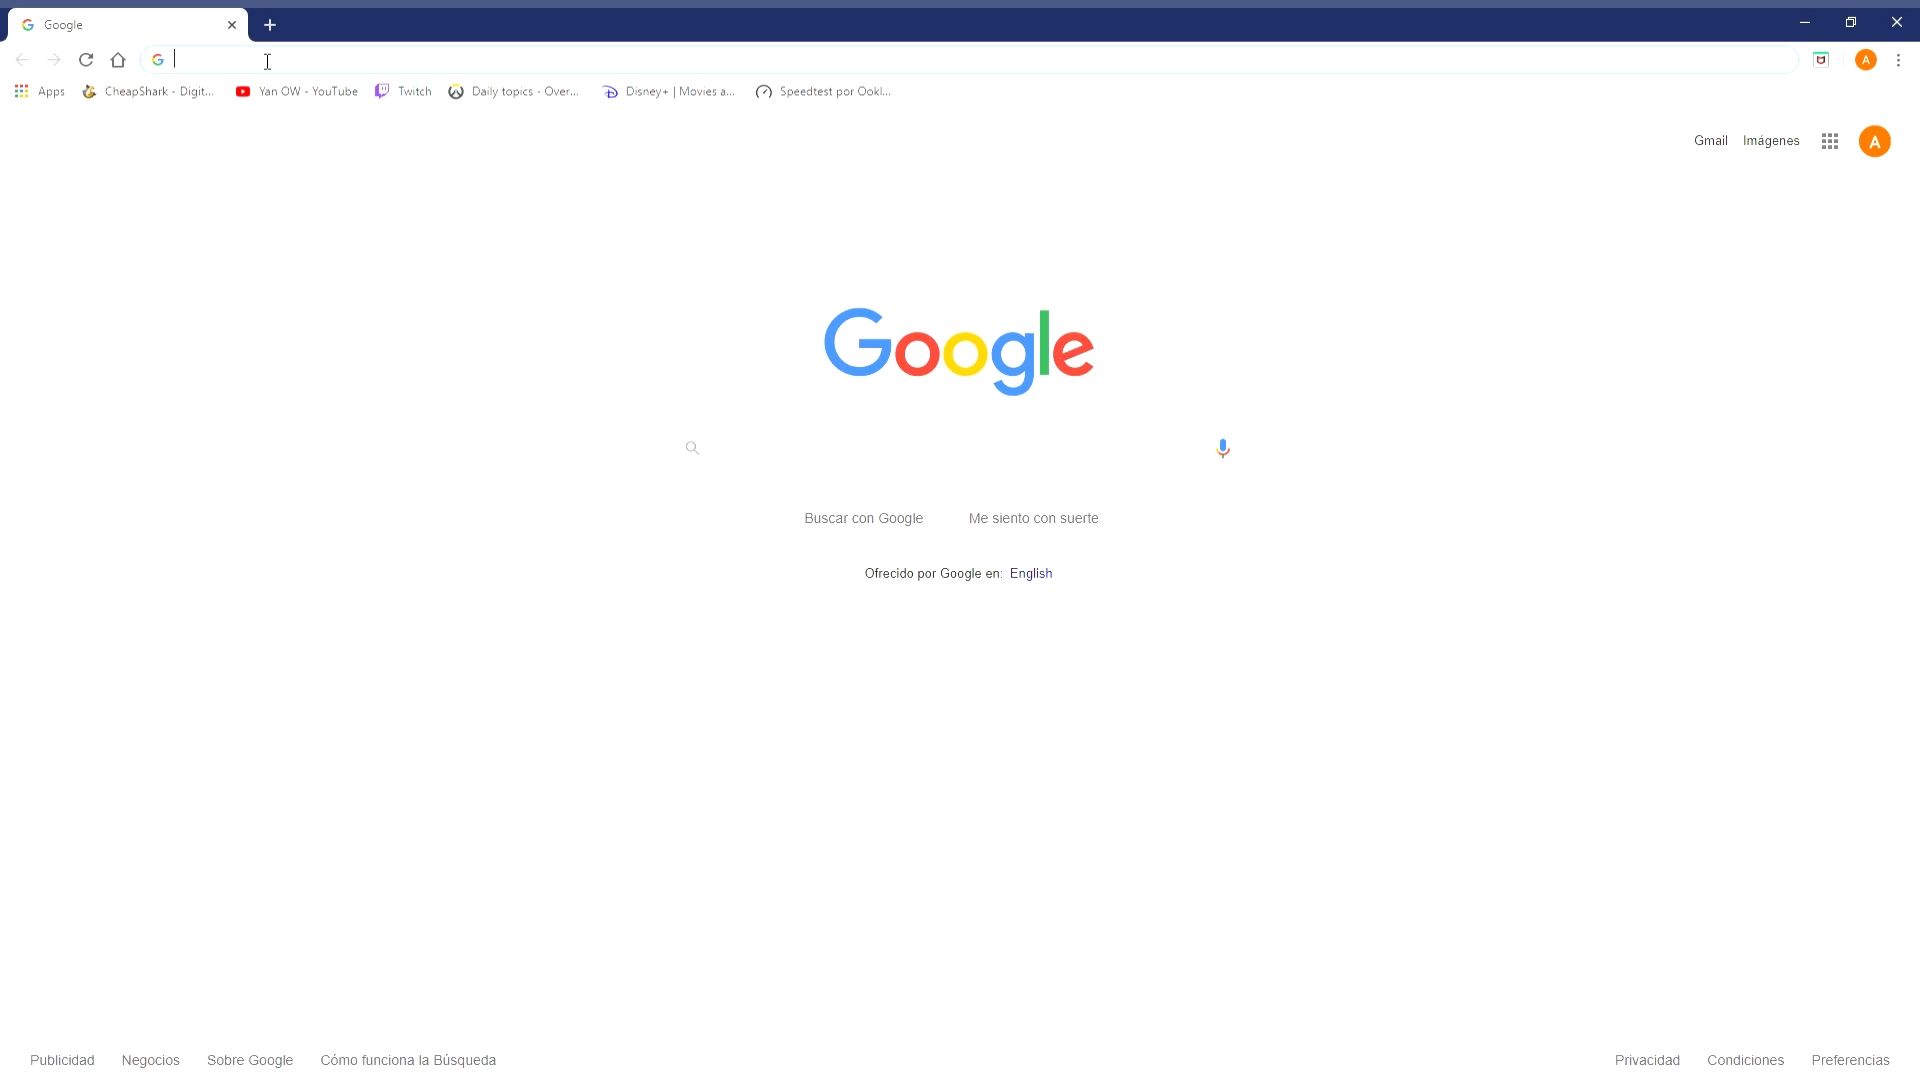 Google
Apps CheapShark - Digit... Yan OW - YouTube Twitch Daily topics - Over... Disney+ | Movies a... Speedtest por Ookl...
A
Gmail Imágenes A
Google
Buscar con Google Me siento con suerte
Ofrecido por Google en: English
Publicidad Negocios Sobre Google Cómo funciona la Búsqueda Privacidad Condiciones Preferencias